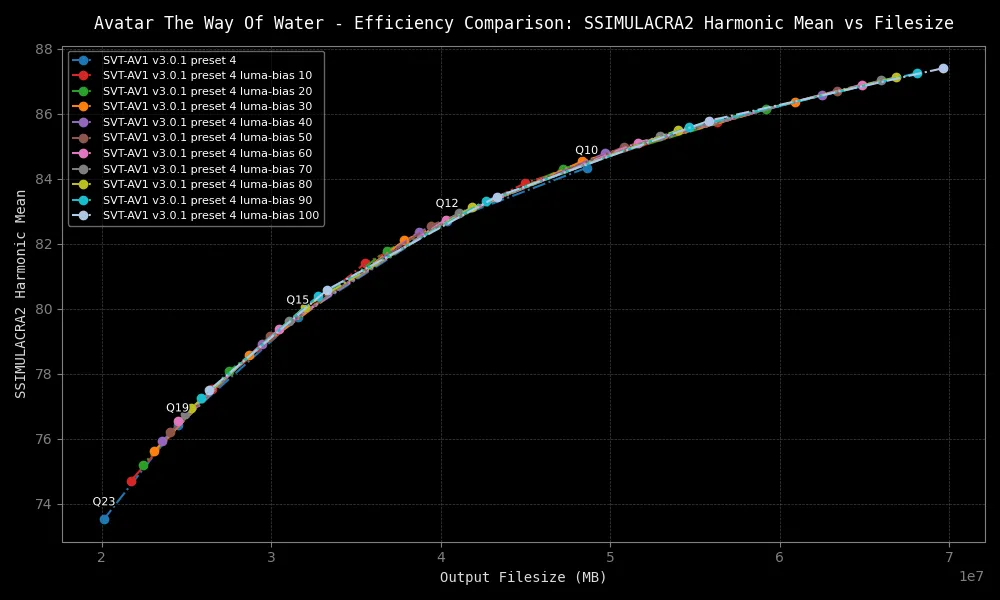 Avatar The Way Of Water - Efficiency Comparison: SSIMULACRA2 Harmonic Mean vs Filesize
SVT-AV1 v3.0.1 preset 4
SVT-AV1 v3.0.1 preset 4 luma-bias 10
SVT-AV1 v3.0.1 preset 4 luma-bias 20
SVT-AV1 v3.0.1 preset 4 luma-bias 30
SVT-AV1 v3.0.1 preset 4 luma-bias 40
SVT-AV1 v3.0.1 preset 4 luma-bias 50
SVT-AV1 v3.0.1 preset 4 luma-bias 60
SVT-AV1 v3.0.1 preset 4 luma-bias 70
SVT-AV1 v3.0.1 preset 4 luma-bias 80
SVT-AV1 v3.0.1 preset 4 luma-bias 90
SVT-AV1 v3.0.1 preset 4 luma-bias 100
88
86
84
82
80
78
76
74
SSIMULACRA2 Harmonic Mean
Q10
Q12
Q15
Q19
Q23
2 3 4 5 6 7
1e7
Output Filesize (MB)